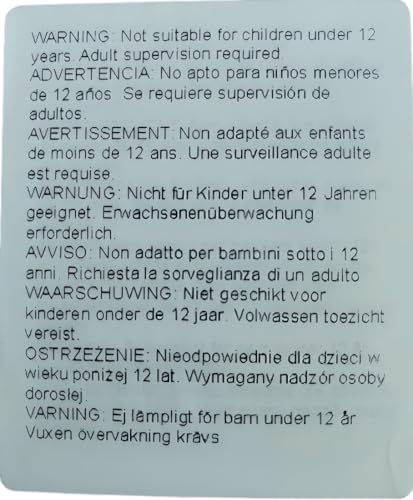 WARNING: Not suitable for children under 12
years. Adult supervision required.
ADVERTENCIA: No apto para niños menores
de 12 años  Se requiere supervisión de
adultos.
AVERTISSEMENT: Non adapté aux enfants
de moins de 12 ans. Une surveillance adulte
est requise.
WARNUNG: Nicht für Kinder unter 12 Jahren
geeignet. Erwachsenenüberwachung
erforderlich.
AVVISO: Non adatto per bambini sotto i 12
anni. Richiesta la sorveglianza di un adulto
WAARSCHUWING: Niet geschikt voor
kinderen onder de 12 jaar. Volwassen toezicht
vereist.
OSTRZEŻENIE: Nieodpowiednie dla dzieci w
wieku poniżej 12 lat. Wymagany nadzór osoby
dorosłej.
VARNING: Ej lämpligt för barn under 12 år
Vuxen övervakning krävs